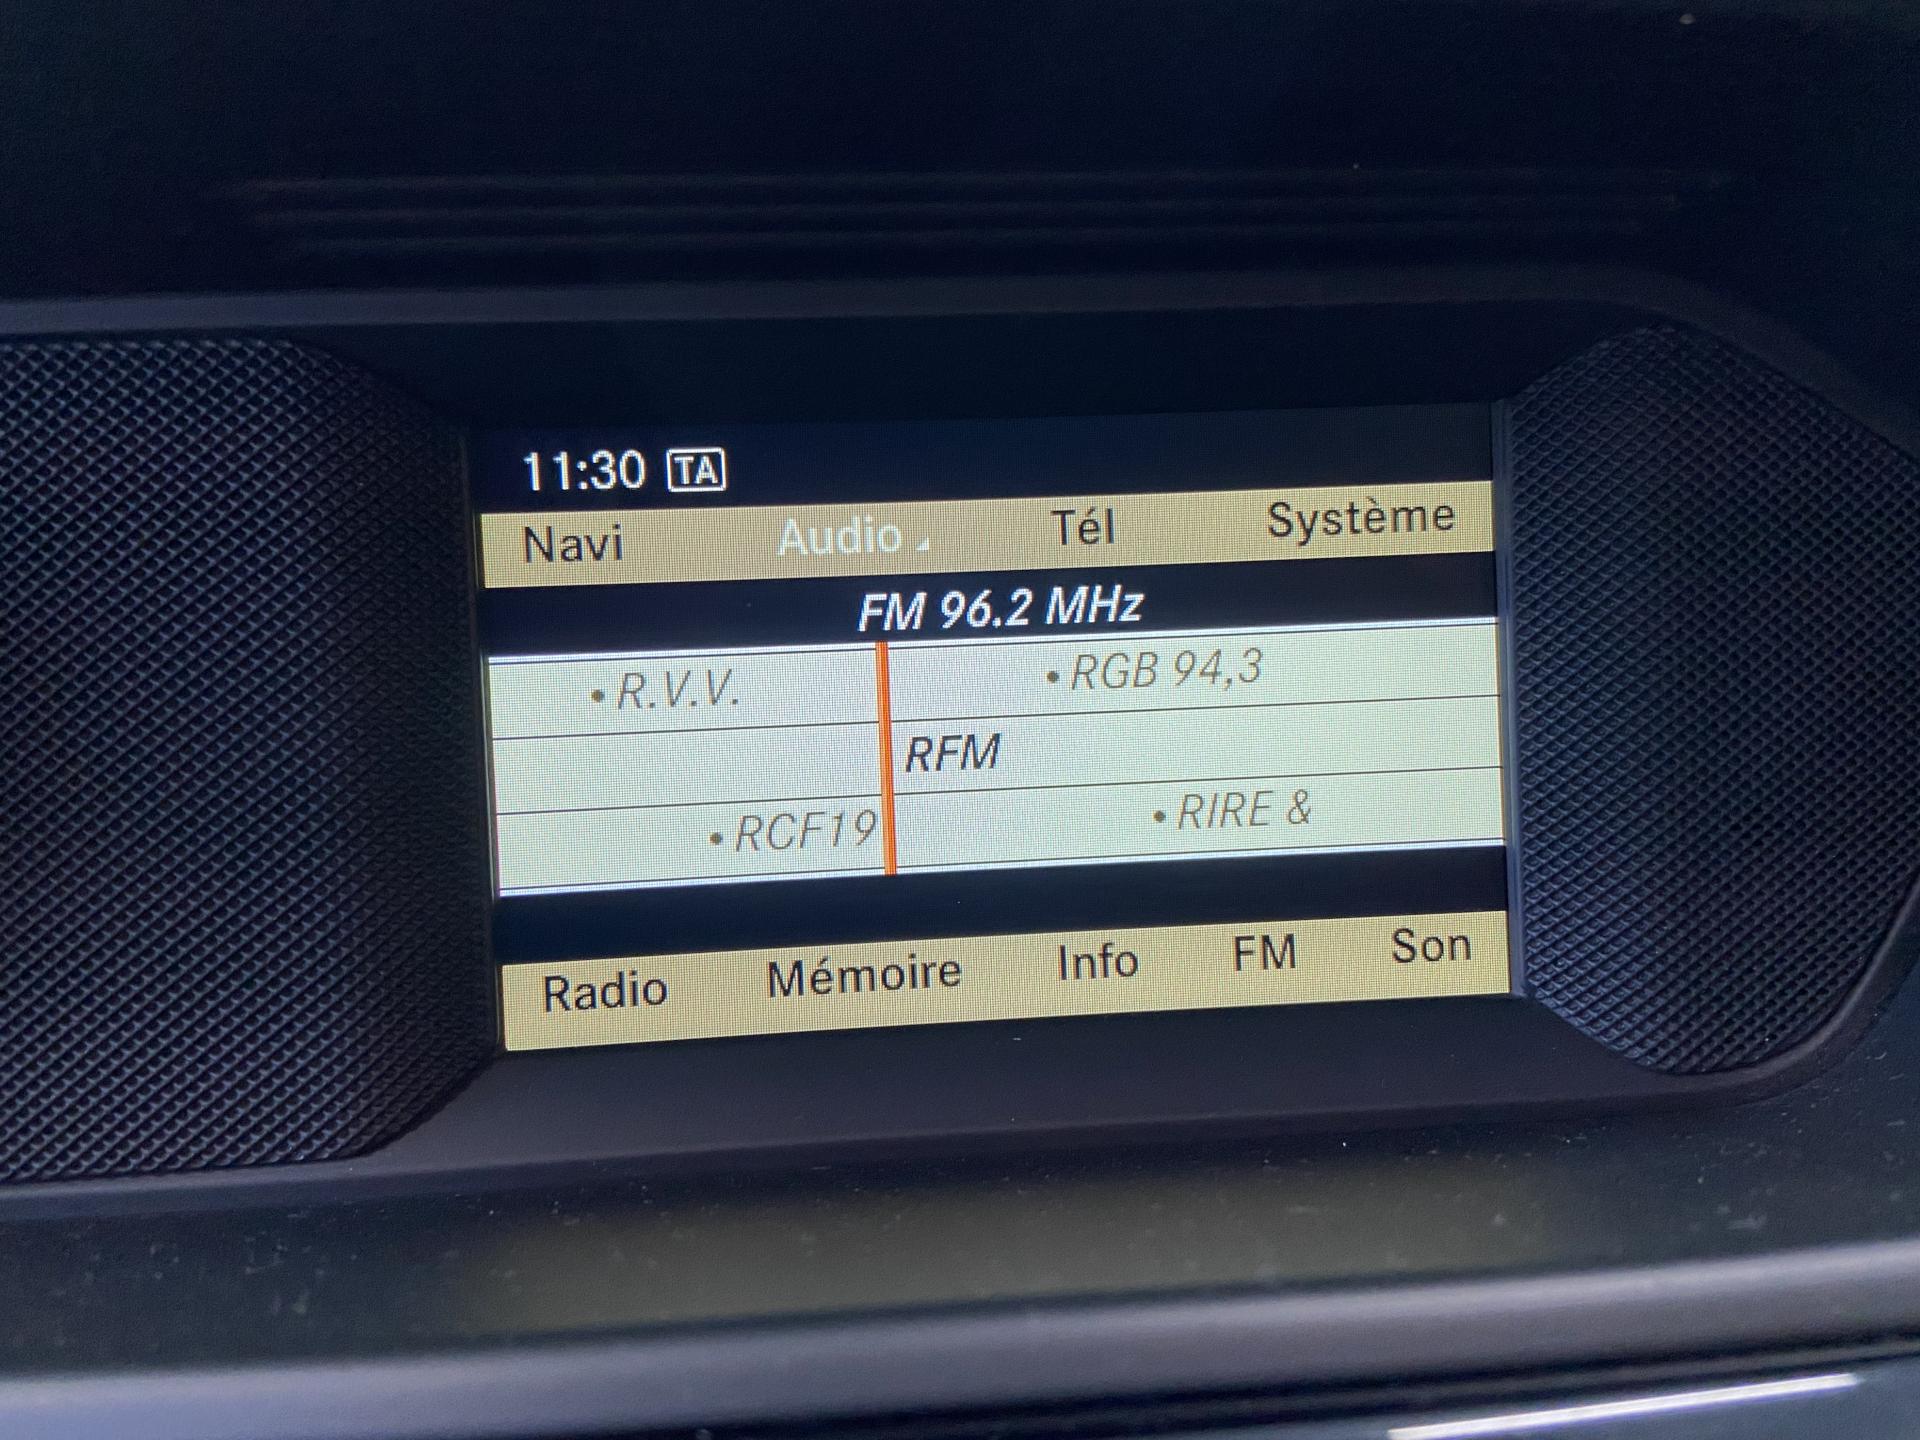 11:30 TA
Navi Audio Tél Système
FM 96.2 MHz
•R.V.V. •RGB 94,3
RFM
•RCF19 •RIRE &
Radio Mémoire Info FM Son